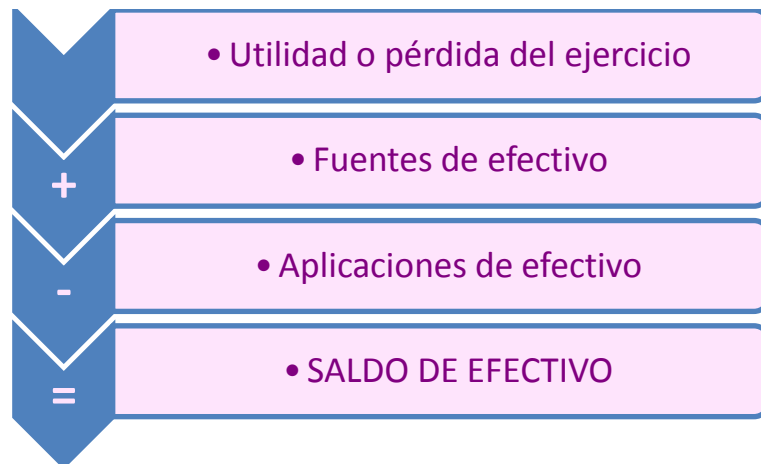 • Utilidad o pérdida del ejercicio
+ • Fuentes de efectivo
- • Aplicaciones de efectivo
= • SALDO DE EFECTIVO